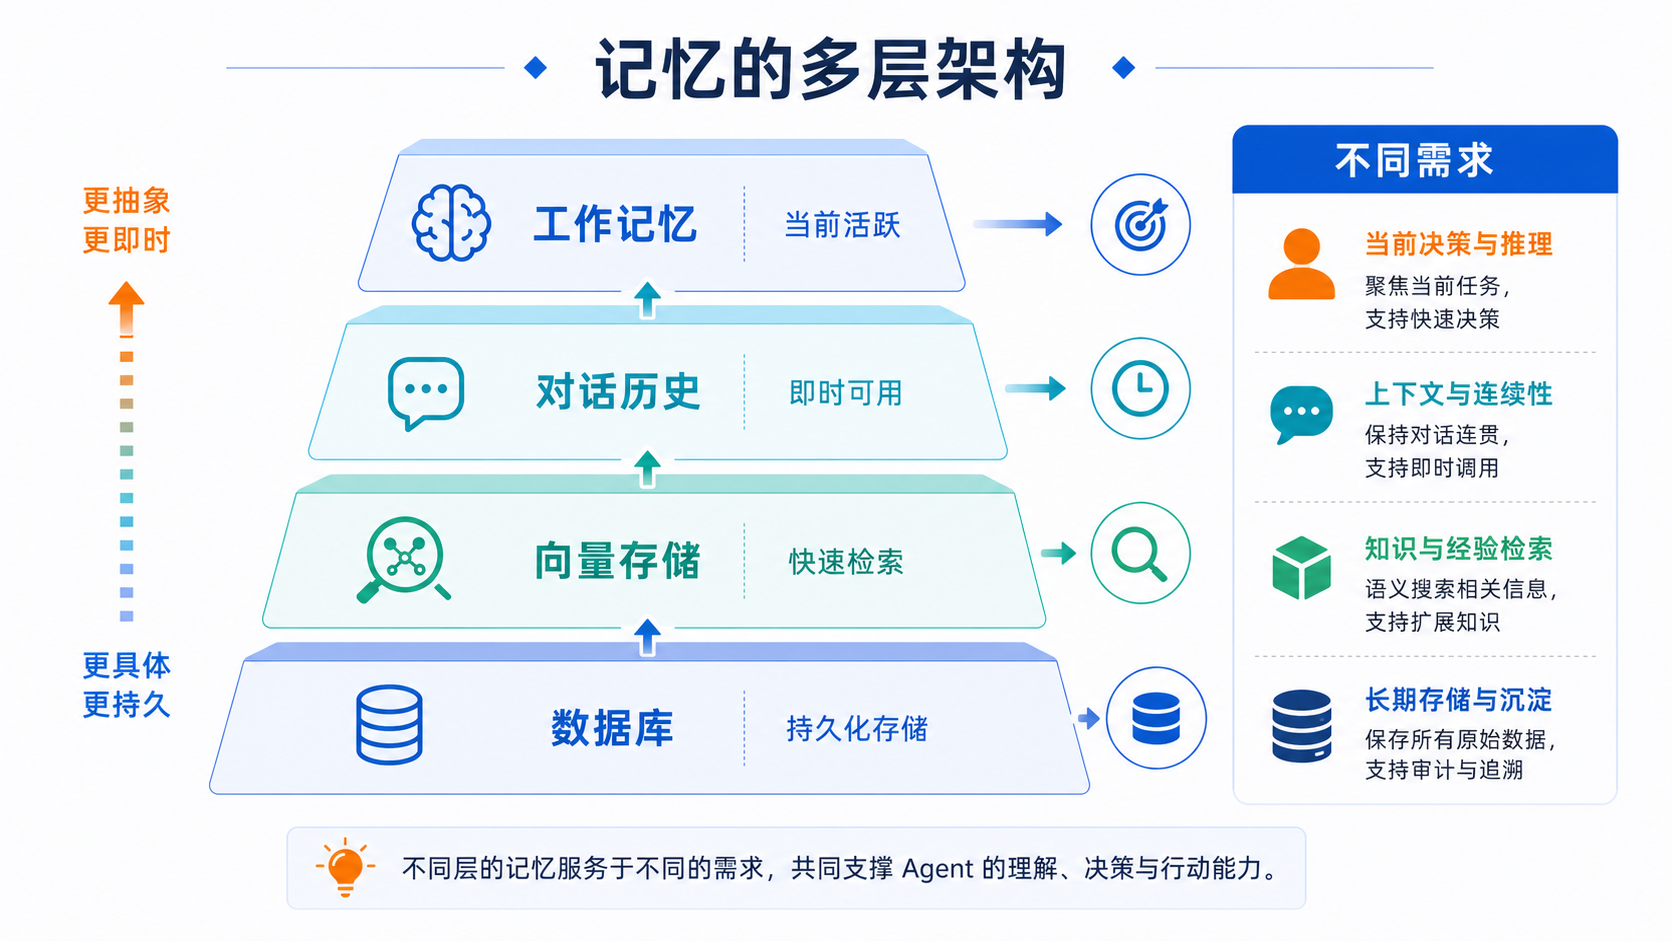 记忆的多层架构
更抽象
更即时
更具体
更持久
工作记忆
当前活跃
对话历史
即时可用
向量存储
快速检索
数据库
持久化存储
不同需求
当前决策与推理
聚焦当前任务，
支持快速决策
上下文与连续性
保持对话连贯，
支持即时调用
知识与经验检索
语义搜索相关信息，
支持扩展知识
长期存储与沉淀
保存所有原始数据，
支持审计与追溯
不同层的记忆服务于不同的需求，共同支撑 Agent 的理解、决策与行动能力。